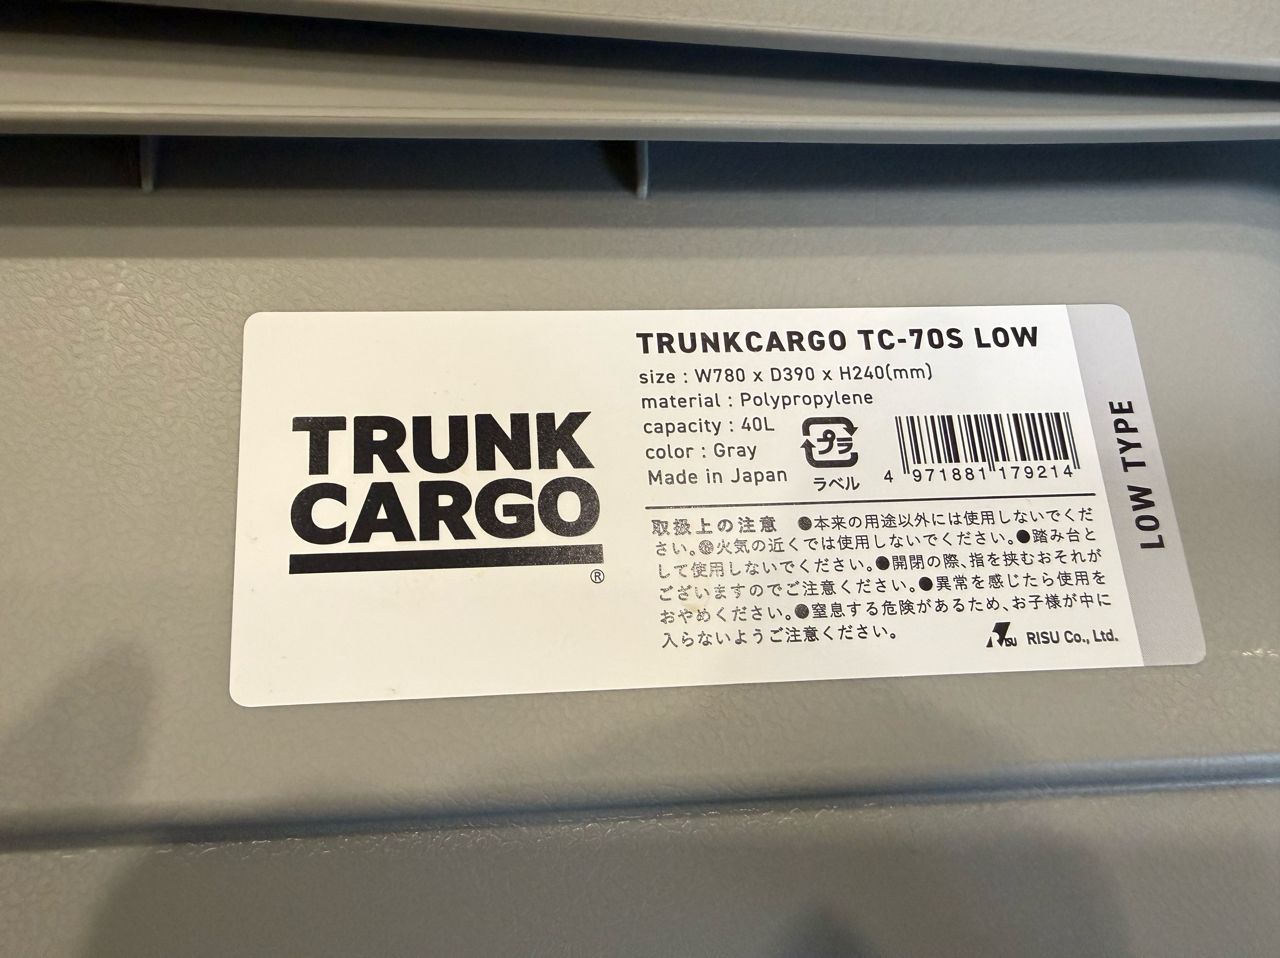 TRUNK
CARGO
®
TRUNKCARGO TC-70S LOW
size : W780 x D390 x H240(mm)
material : Polypropylene
capacity : 40L
color : Gray
Made in Japan
プラ
ラベル
4 971881 179214
取扱上の注意 ●本来の用途以外には使用しないでくだ
さい。●火気の近くでは使用しないでください。●踏み台と
して使用しないでください。●開閉の際、指を挟むおそれが
ございますのでご注意ください。●異常を感じたら使用を
おやめください。●窒息する危険があるため、お子様が中に
入らないようご注意ください。
RISU RISU Co., Ltd.
LOW TYPE